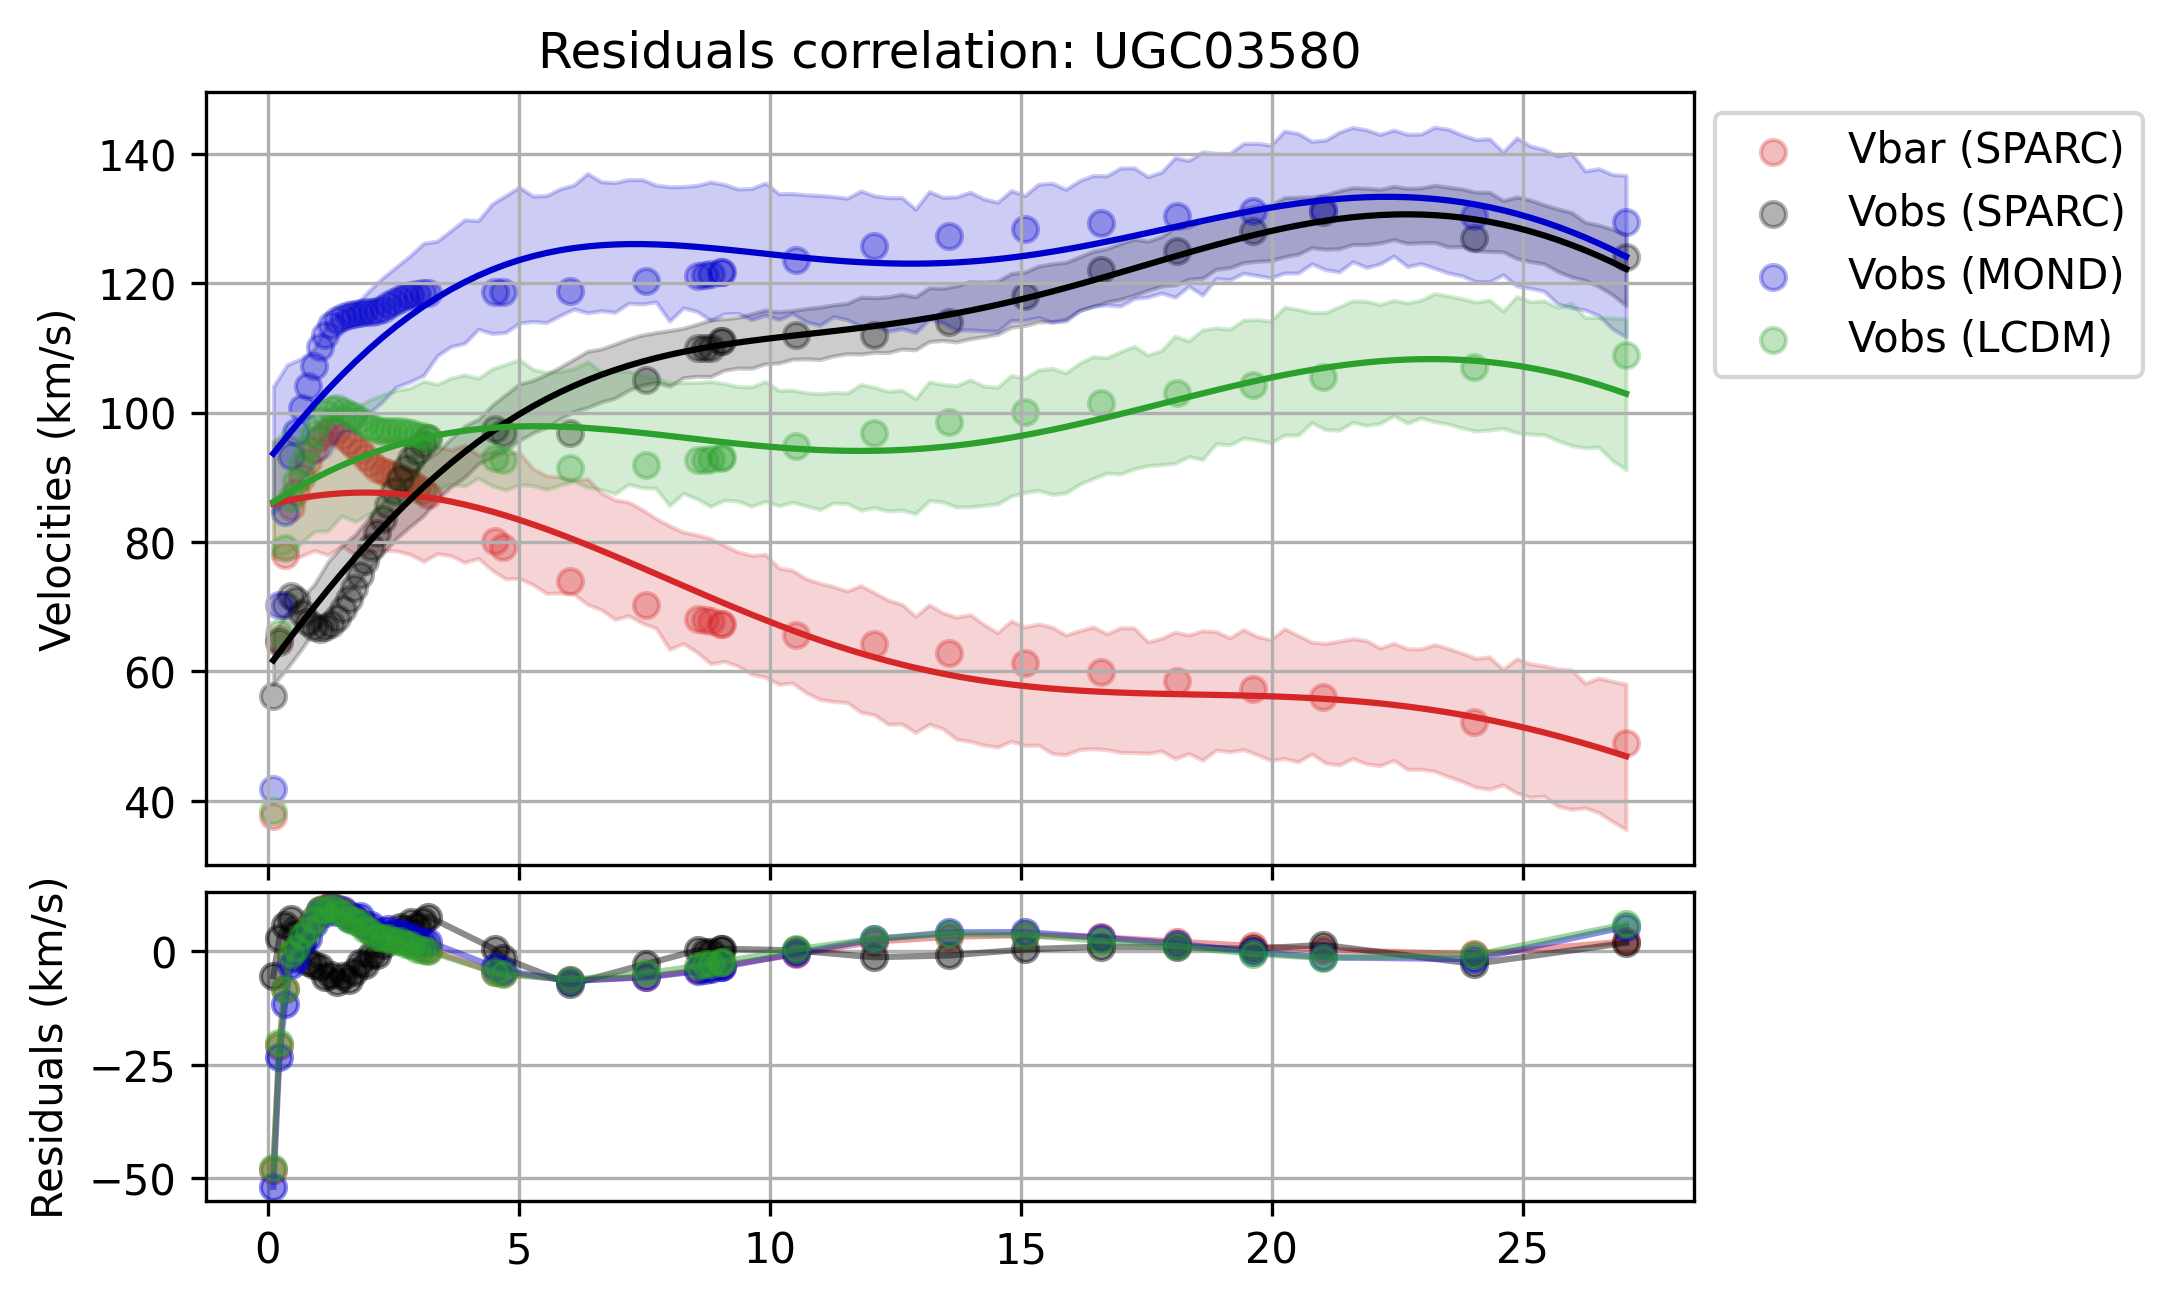 Residuals correlation: UGC03580
Velocities (km/s)
140
120
100
80
60
40
Vbar (SPARC)
Vobs (SPARC)
Vobs (MOND)
Vobs (LCDM)
Residuals (km/s)
0
−25
−50
0 5 10 15 20 25